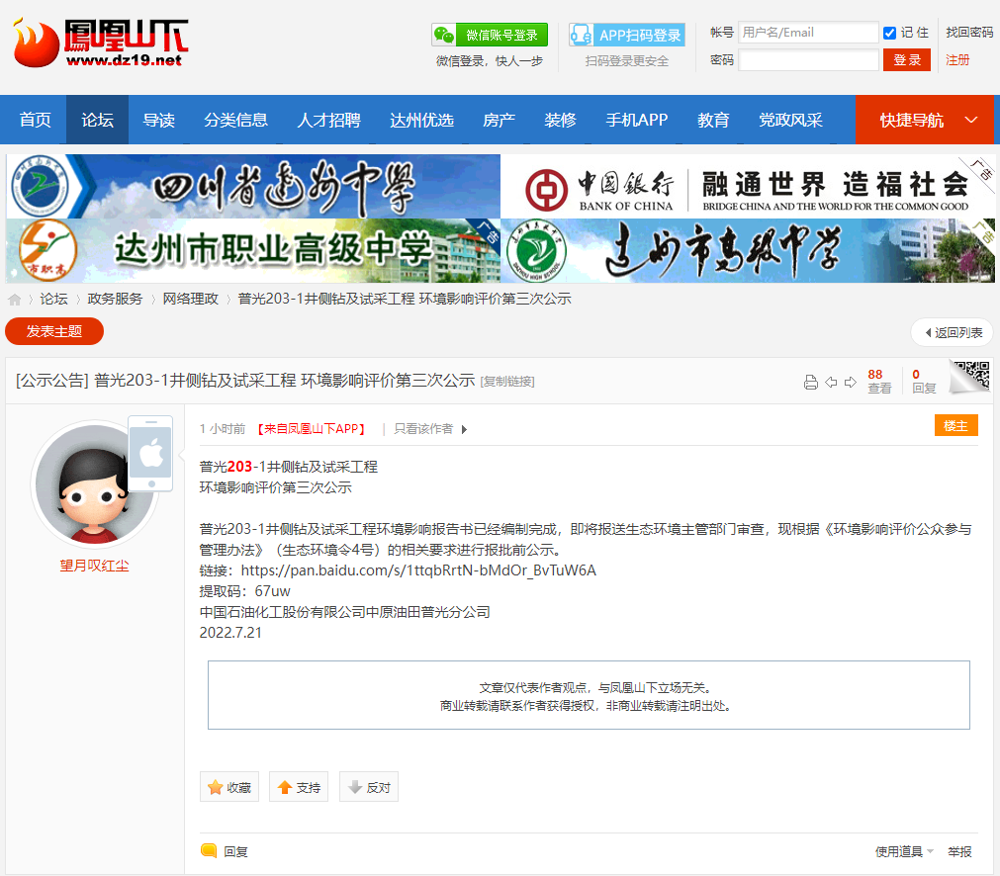 鳳凰山下
www.dz19.net
微信账号登录
微信登录，快人一步
APP扫码登录
扫码登录更安全
帐号 用户名/Email 记 住 找回密码
密码 登 录 注册
首页 论坛 导读 分类信息 人才招聘 达州优选 房产 装修 手机APP 教育 党政风采 快捷导航
四川省达州中学
中国银行
BANK OF CHINA
融通世界 造福社会
BRIDGE CHINA AND THE WORLD FOR THE COMMON GOOD
广告
市职高
达州市职业高级中学
广告
达州市高级中学
广告
论坛 政务服务 网络理政 普光203-1井侧钻及试采工程 环境影响评价第三次公示
发表主题
返回列表
[公示公告] 普光203-1井侧钻及试采工程 环境影响评价第三次公示 [复制链接]
88
查看
0
回复
望月叹红尘
1 小时前 【来自凤凰山下APP】 | 只看该作者
楼主
普光203-1井侧钻及试采工程
环境影响评价第三次公示
普光203-1井侧钻及试采工程环境影响报告书已经编制完成，即将报送生态环境主管部门审查，现根据《环境影响评价公众参与
管理办法》（生态环境令4号）的相关要求进行报批前公示。
链接：https://pan.baidu.com/s/1ttqbRrtN-bMdOr_BvTuW6A
提取码：67uw
中国石油化工股份有限公司中原油田普光分公司
2022.7.21
文章仅代表作者观点，与凤凰山下立场无关。
商业转载请联系作者获得授权，非商业转载请注明出处。
收藏 支持 反对
回复
使用道具 举报